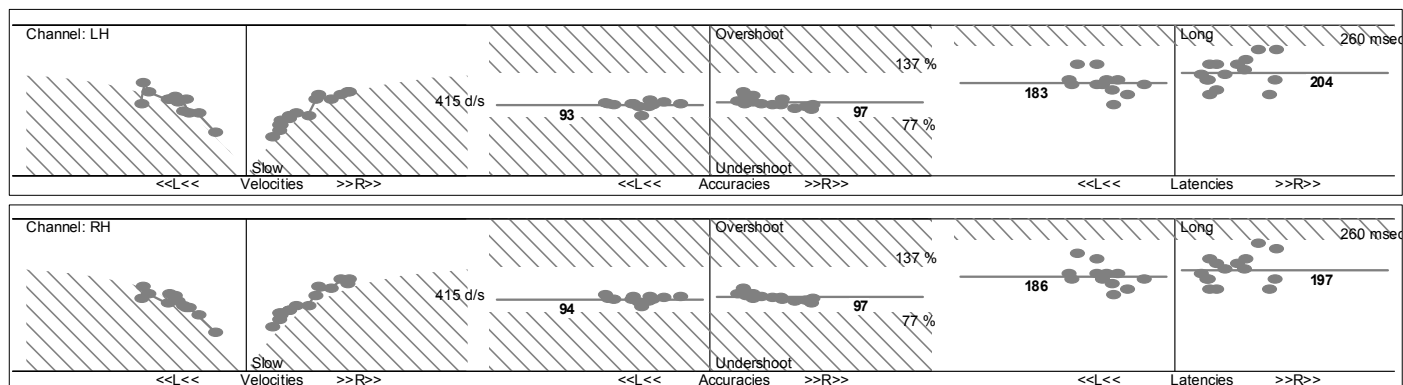 Channel: LH
Overshoot
Long
260 msec
137 %
415 d/s
183
204
93
97
77 %
Slow
Undershoot
<<L<< Velocities >>R>>
<<L<< Accuracies >>R>>
<<L<< Latencies >>R>>
Channel: RH
Overshoot
Long
260 msec
137 %
415 d/s
186
197
94
97
77 %
Slow
Undershoot
<<L<< Velocities >>R>>
<<L<< Accuracies >>R>>
<<L<< Latencies >>R>>